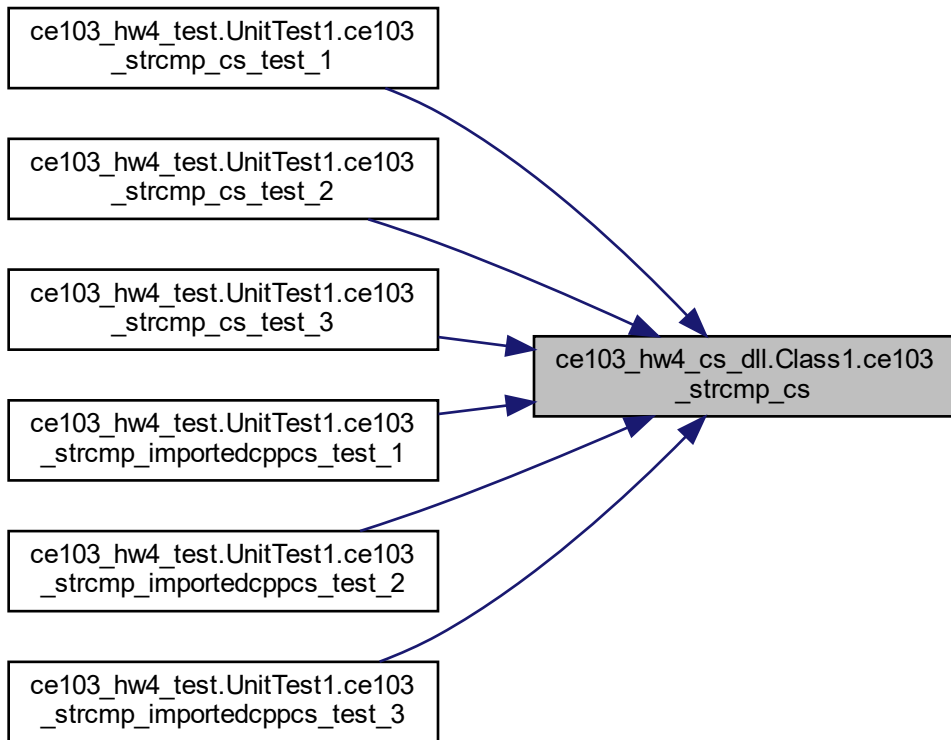 ce103_hw4_test.UnitTest1.ce103
_strcmp_cs_test_1
ce103_hw4_test.UnitTest1.ce103
_strcmp_cs_test_2
ce103_hw4_test.UnitTest1.ce103
_strcmp_cs_test_3
ce103_hw4_cs_dll.Class1.ce103
_strcmp_cs
ce103_hw4_test.UnitTest1.ce103
_strcmp_importedcppcs_test_1
ce103_hw4_test.UnitTest1.ce103
_strcmp_importedcppcs_test_2
ce103_hw4_test.UnitTest1.ce103
_strcmp_importedcppcs_test_3